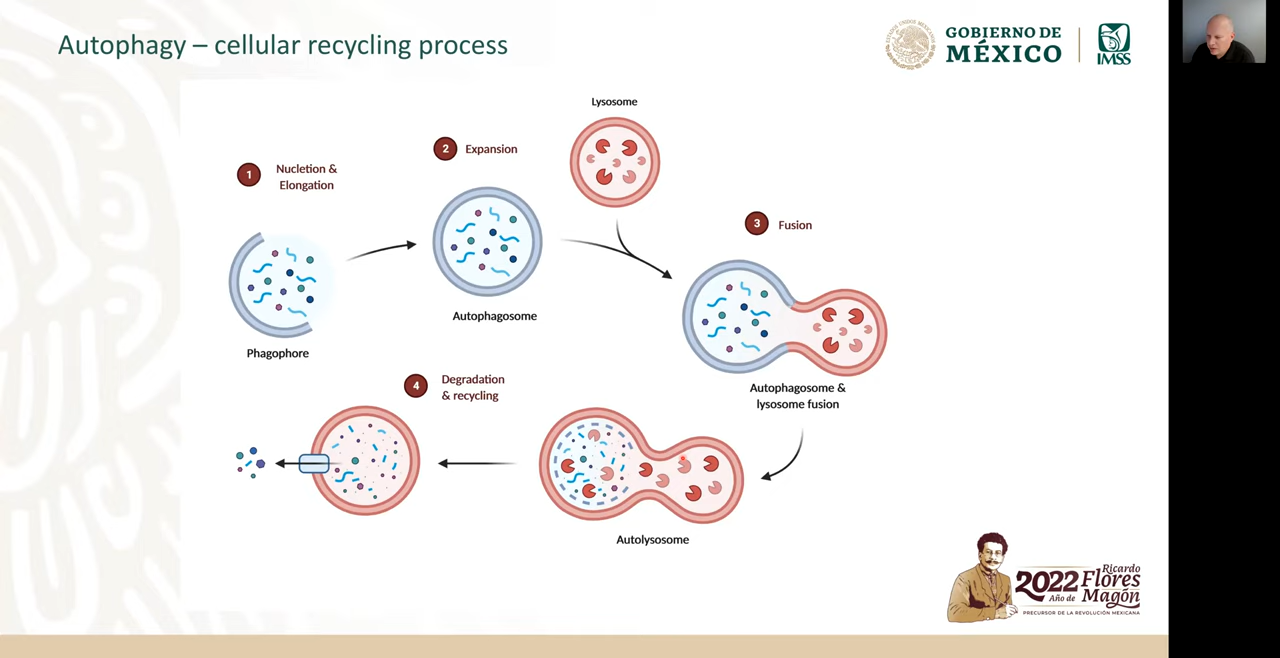 Autophagy – cellular recycling process
GOBIERNO DE
MÉXICO
IMSS
Lysosome
1
Nucletion &
Elongation
2
Expansion
3
Fusion
Phagophore
Autophagosome
Autophagosome &
lysosome fusion
4
Degradation
& recycling
Autolysosome
2022
Año de
Ricardo
Flores
Magón
PRECURSOR DE LA REVOLUCIÓN MEXICANA